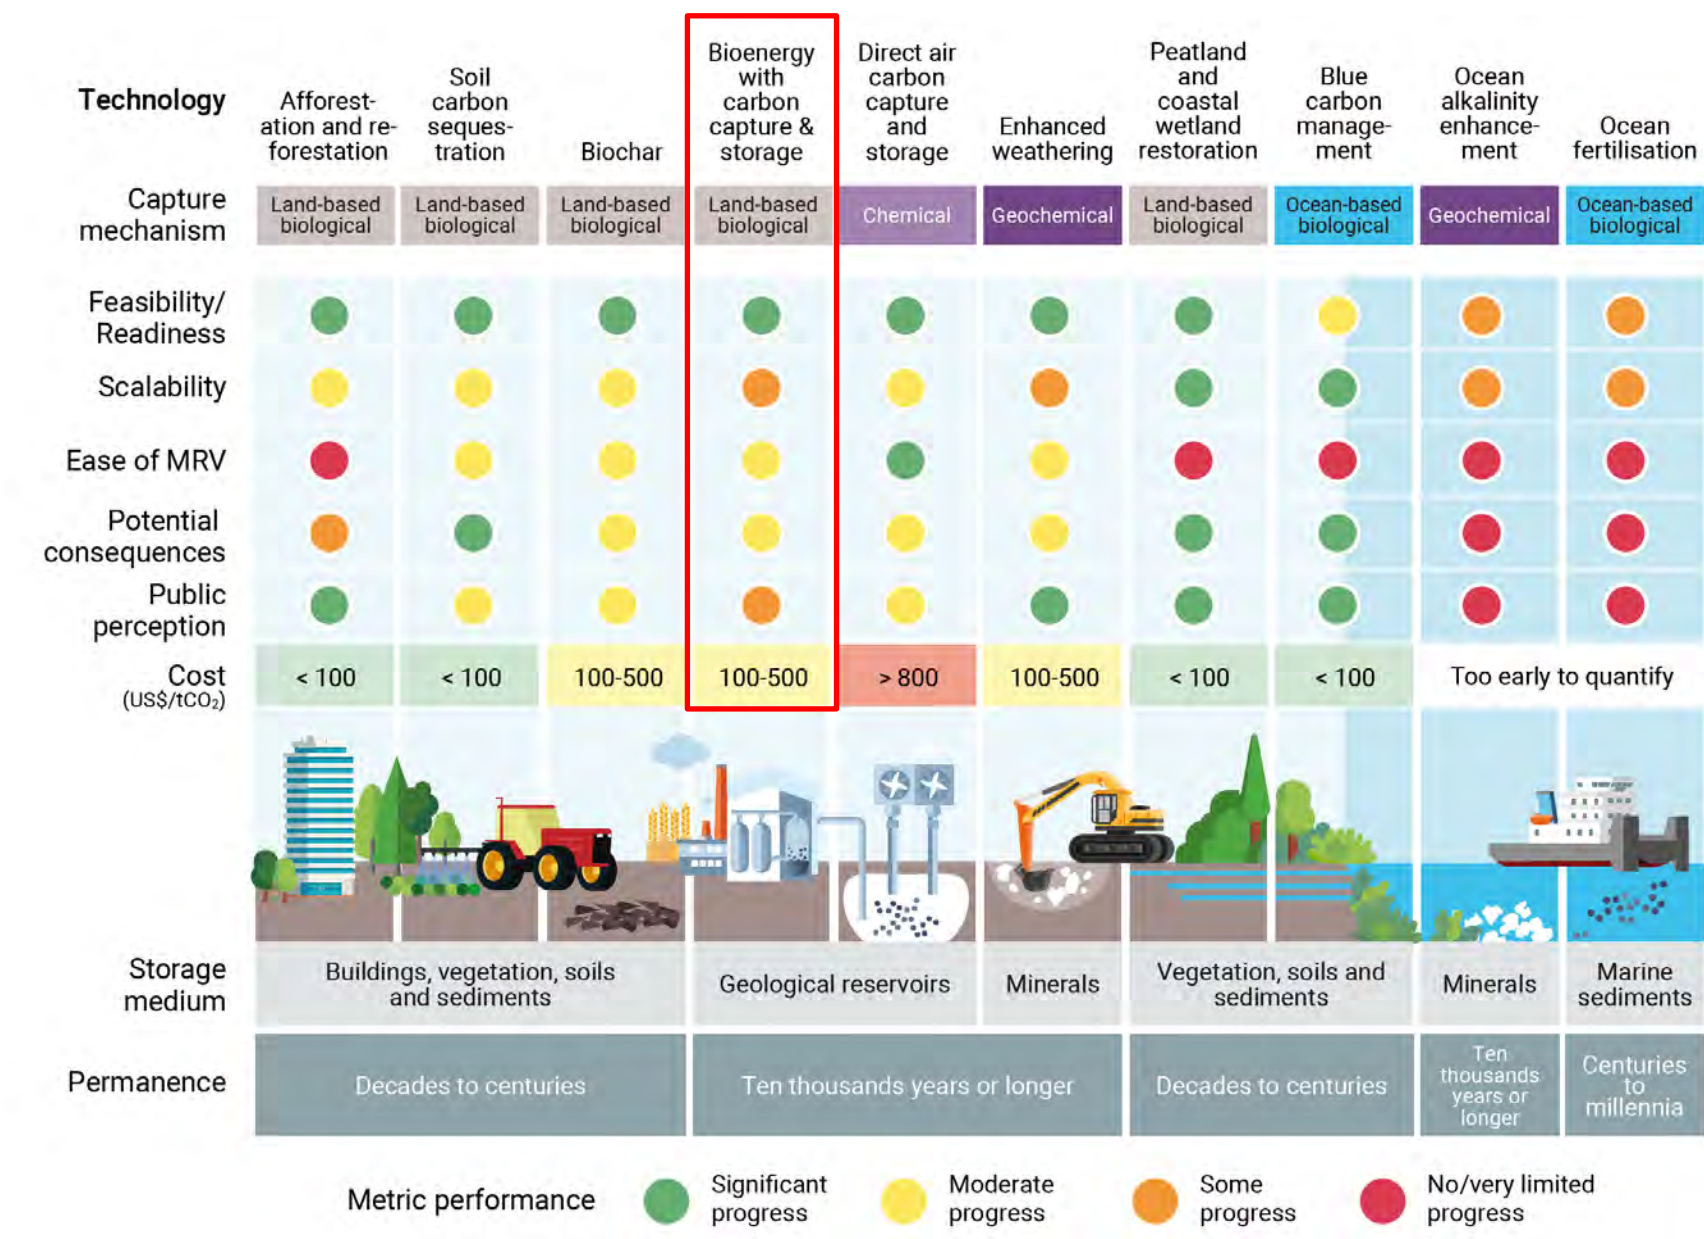 Technology
Afforest-
ation and re-
forestation
Soil
carbon
seques-
tration
Biochar
Bioenergy
with
carbon
capture &
storage
Direct air
carbon
capture
and
storage
Enhanced
weathering
Peatland
and
coastal
wetland
restoration
Blue
carbon
manage-
ment
Ocean
alkalinity
enhance-
ment
Ocean
fertilisation
Capture
mechanism
Land-based
biological
Land-based
biological
Land-based
biological
Land-based
biological
Chemical
Geochemical
Land-based
biological
Ocean-based
biological
Geochemical
Ocean-based
biological
Feasibility/
Readiness
Scalability
Ease of MRV
Potential
consequences
Public
perception
Cost
(US$/tCO₂)
< 100
< 100
100-500
100-500
> 800
100-500
< 100
< 100
Too early to quantify
Storage
medium
Buildings, vegetation, soils
and sediments
Geological reservoirs
Minerals
Vegetation, soils and
sediments
Minerals
Marine
sediments
Permanence
Decades to centuries
Ten thousands years or longer
Decades to centuries
Ten
thousands
years or
longer
Centuries
to
millennia
Metric performance
Significant
progress
Moderate
progress
Some
progress
No/very limited
progress